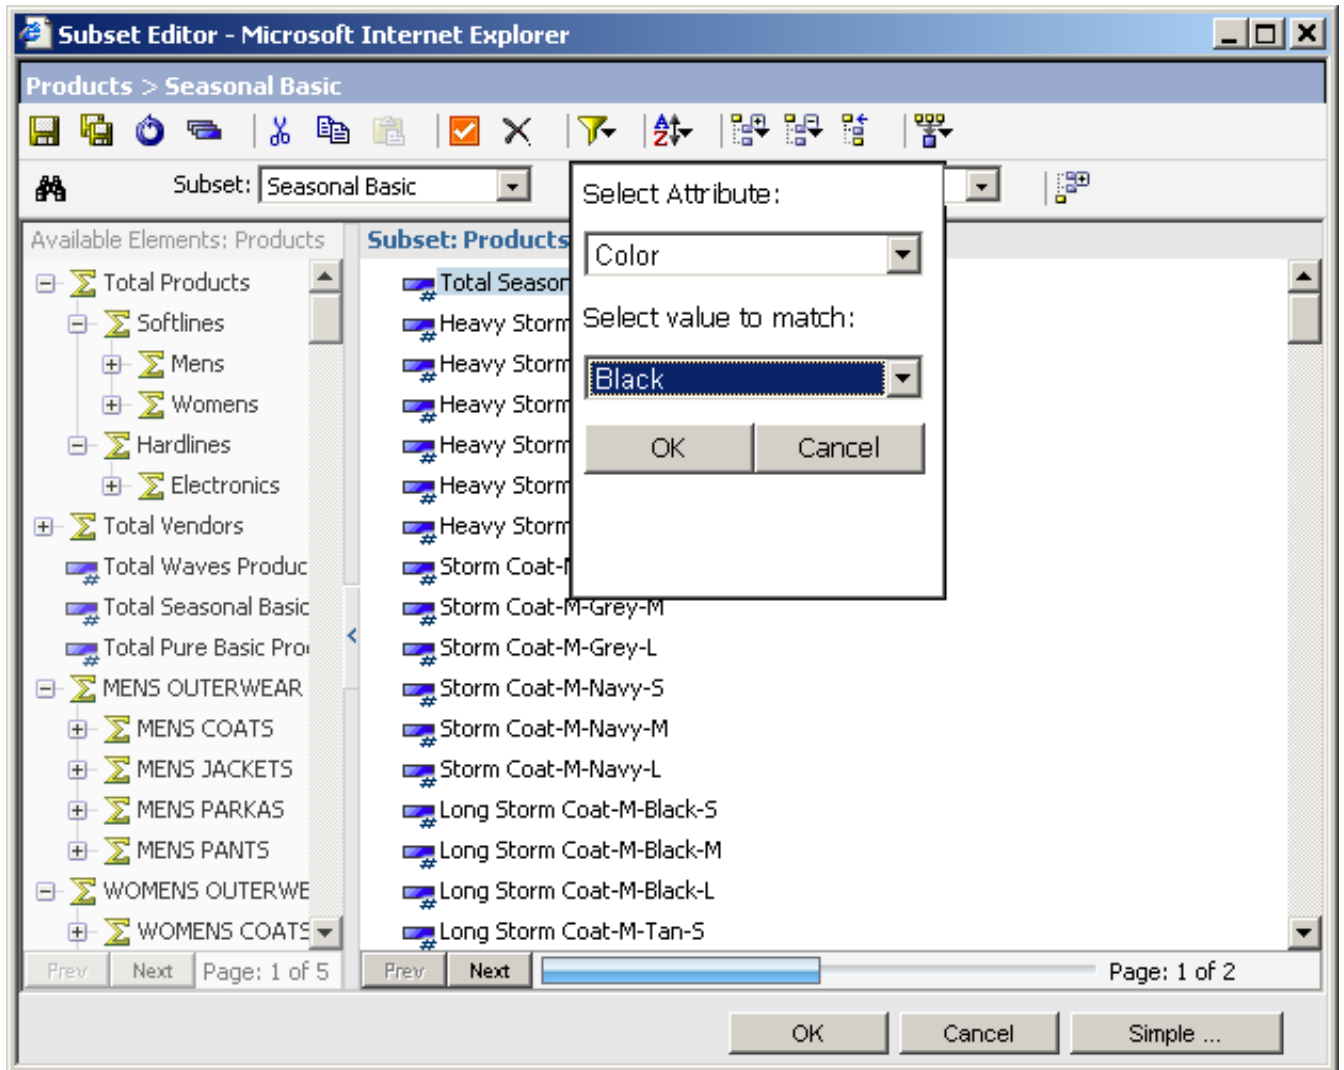 Subset Editor - Microsoft Internet Explorer
Products > Seasonal Basic
Subset: Seasonal Basic
Available Elements: Products
Total Products
Softlines
Mens
Womens
Hardlines
Electronics
Total Vendors
Total Waves Produc
Total Seasonal Basic
Total Pure Basic Pro
MENS OUTERWEAR
MENS COATS
MENS JACKETS
MENS PARKAS
MENS PANTS
WOMENS OUTERWE
WOMENS COATS
Prev Next Page: 1 of 5
Subset: Products
Total Season
Heavy Storm
Heavy Storm
Heavy Storm
Heavy Storm
Heavy Storm
Heavy Storm
Storm Coat-M
Storm Coat-M-Grey-M
Storm Coat-M-Grey-L
Storm Coat-M-Navy-S
Storm Coat-M-Navy-M
Storm Coat-M-Navy-L
Long Storm Coat-M-Black-S
Long Storm Coat-M-Black-M
Long Storm Coat-M-Black-L
Long Storm Coat-M-Tan-S
Prev Next Page: 1 of 2
Select Attribute:
Color
Select value to match:
Black
OK Cancel
OK Cancel Simple ...